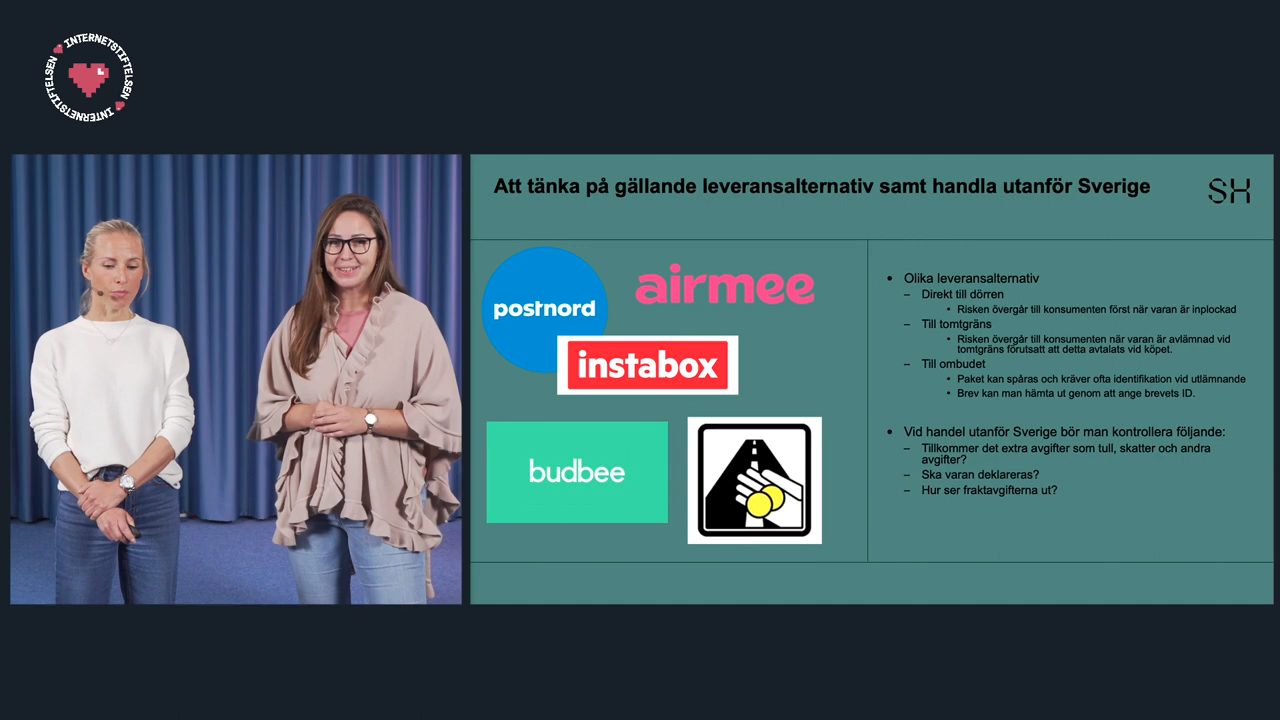 INTERNETSTIFTELSEN INTERNETSTIFTELSEN
Att tänka på gällande leveransalternativ samt handla utanför Sverige
SH
postnord
airmee
instabox
budbee
• Olika leveransalternativ
– Direkt till dörren
• Risken övergår till konsumenten först när varan är inplockad
– Till tomtgräns
• Risken övergår till konsumenten när varan är avlämnad vid
tomtgräns förutsatt att detta avtalats vid köpet.
– Till ombudet
• Paket kan spåras och kräver ofta identifikation vid utlämnande
• Brev kan man hämta ut genom att ange brevets ID.
• Vid handel utanför Sverige bör man kontrollera följande:
– Tillkommer det extra avgifter som tull, skatter och andra
avgifter?
– Ska varan deklareras?
– Hur ser fraktavgifterna ut?